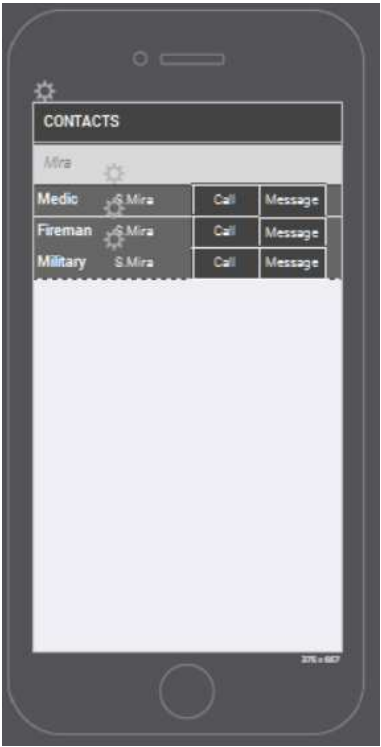 CONTACTS
Mira
Medic S.Mira Call Message
Fireman S.Mira Call Message
Military S.Mira Call Message
375 x 667